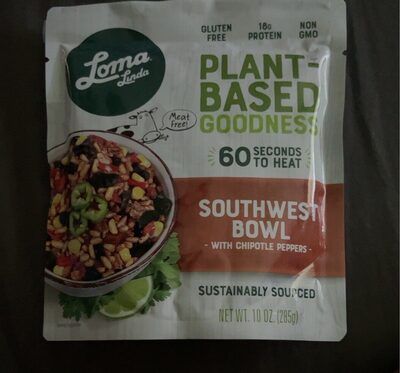 Loma
Linda
GLUTEN
FREE
18g
PROTEIN
NON
GMO
PLANT-
BASED
GOODNESS
Meat
Free!
60 SECONDS
TO HEAT
SOUTHWEST
BOWL
- WITH CHIPOTLE PEPPERS -
SUSTAINABLY SOURCED
NET WT. 10 OZ. (285g)